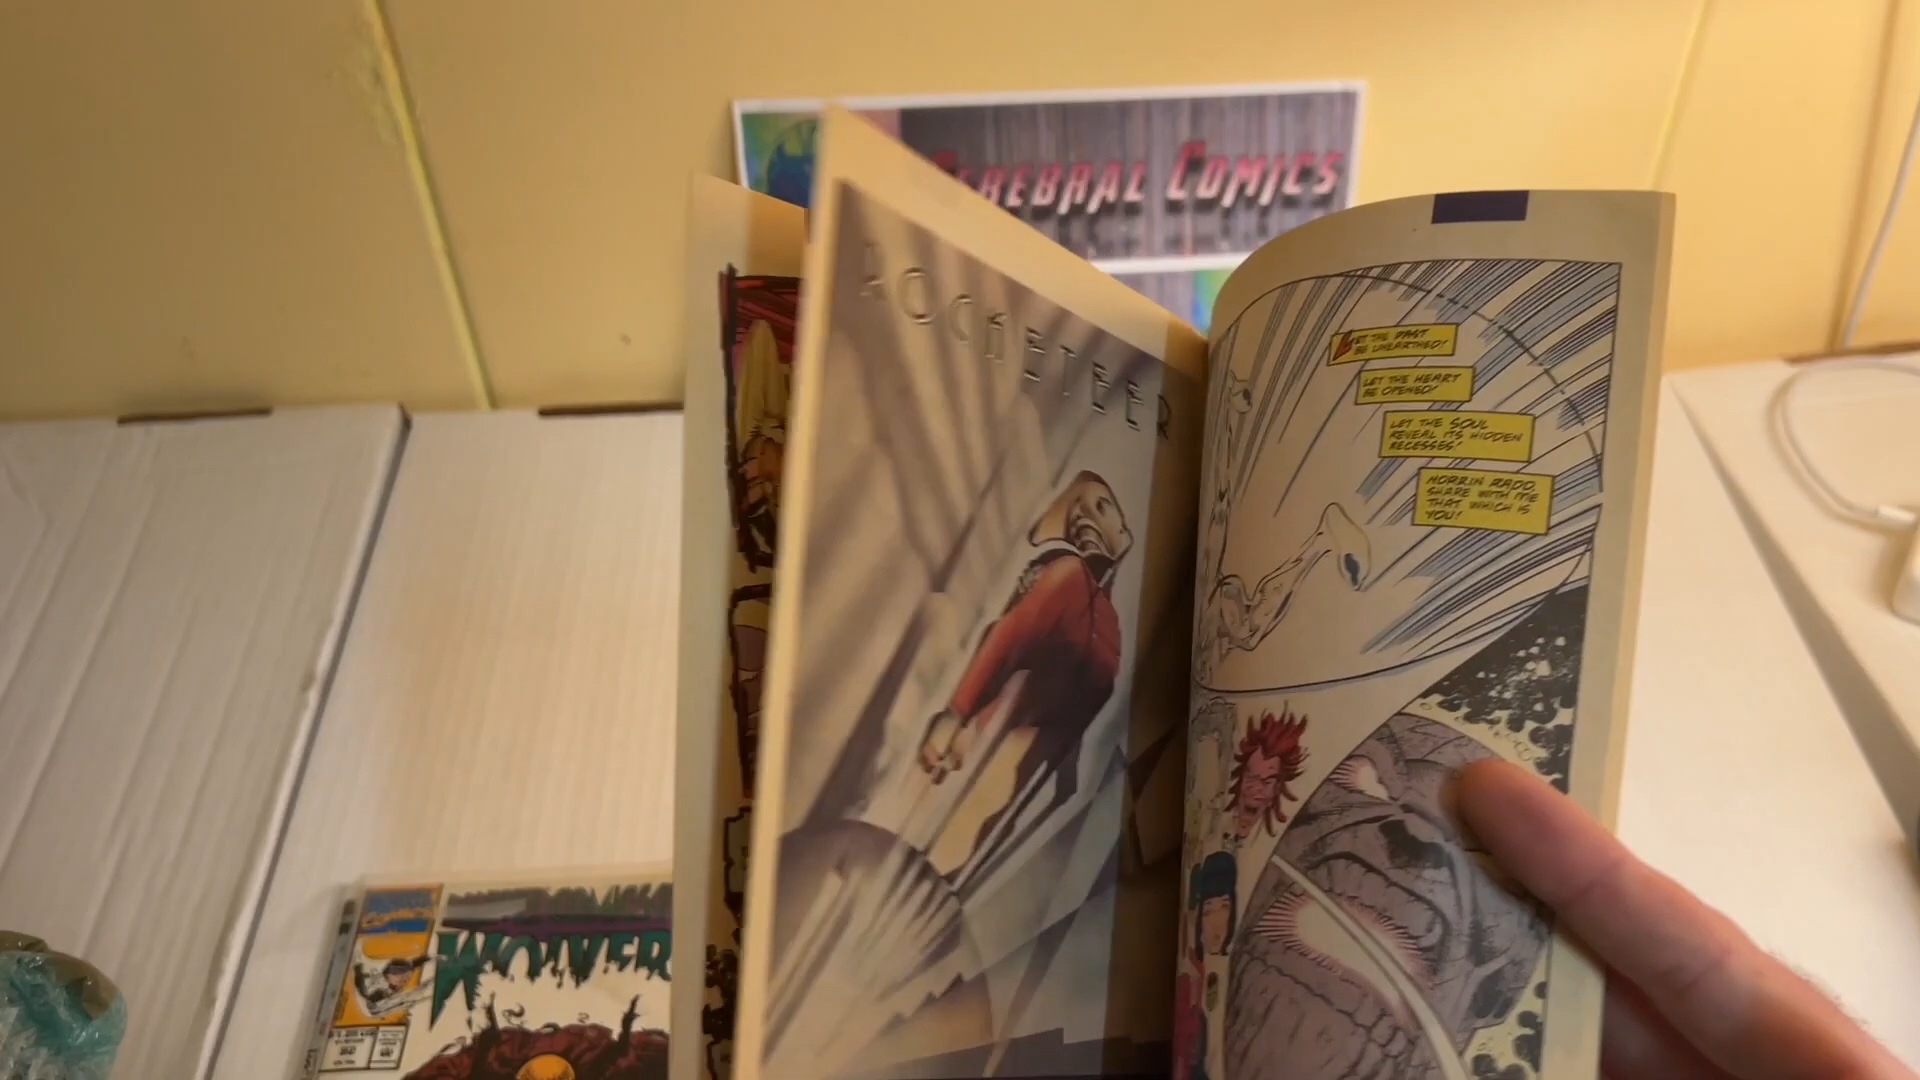 CEREBRAL COMICS
ROCKETEER
LET THE PAST
BE UNEARTHED!
LET THE HEART
BE OPENED!
LET THE SOUL
REVEAL ITS HIDDEN
RECESSES!
NORRIN RADD,
SHARE WITH ME
THAT WHICH IS
YOU!
COMICS
WOLVER